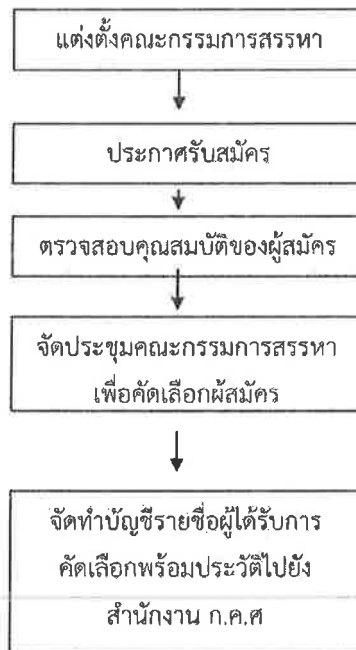 แต่งตั้งคณะกรรมการสรรหา
ประกาศรับสมัคร
ตรวจสอบคุณสมบัติของผู้สมัคร
จัดประชุมคณะกรรมการสรรหา
เพื่อคัดเลือกผู้สมัคร
จัดทำบัญชีรายชื่อผู้ได้รับการ
คัดเลือกพร้อมประวัติไปยัง
สำนักงาน ก.ค.ศ